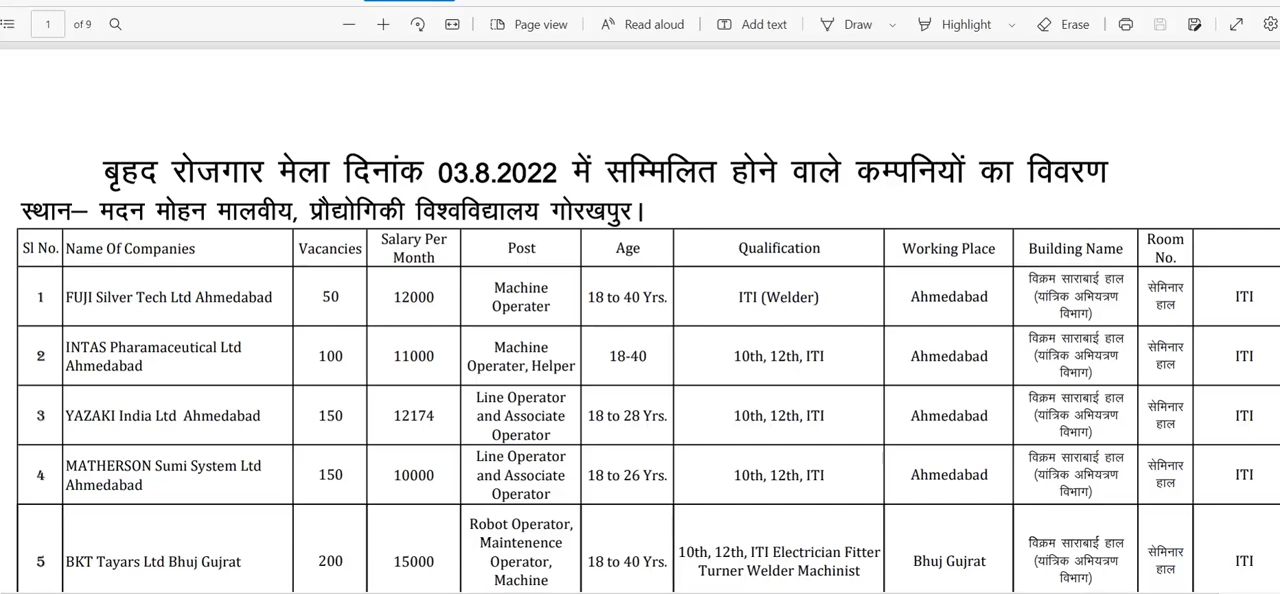 1 of 9 Page view Read aloud Add text Draw Highlight Erase
बृहद रोजगार मेला दिनांक 03.8.2022 में सम्मिलित होने वाले कम्पनियों का विवरण
स्थान– मदन मोहन मालवीय, प्रौद्योगिकी विश्वविद्यालय गोरखपुर।
Sl No. Name Of Companies Vacancies Salary Per Month Post Age Qualification Working Place Building Name Room No.
1 FUJI Silver Tech Ltd Ahmedabad 50 12000 Machine Operater 18 to 40 Yrs. ITI (Welder) Ahmedabad विक्रम साराबाई हाल (यांत्रिक अभियत्रण विभाग) सेमिनार हाल ITI
2 INTAS Pharamaceutical Ltd Ahmedabad 100 11000 Machine Operater, Helper 18-40 10th, 12th, ITI Ahmedabad विक्रम साराबाई हाल (यांत्रिक अभियत्रण विभाग) सेमिनार हाल ITI
3 YAZAKI India Ltd Ahmedabad 150 12174 Line Operator and Associate Operator 18 to 28 Yrs. 10th, 12th, ITI Ahmedabad विक्रम साराबाई हाल (यांत्रिक अभियत्रण विभाग) सेमिनार हाल ITI
4 MATHERSON Sumi System Ltd Ahmedabad 150 10000 Line Operator and Associate Operator 18 to 26 Yrs. 10th, 12th, ITI Ahmedabad विक्रम साराबाई हाल (यांत्रिक अभियत्रण विभाग) सेमिनार हाल ITI
5 BKT Tayars Ltd Bhuj Gujrat 200 15000 Robot Operator, Maintenence Operator, Machine 18 to 40 Yrs. 10th, 12th, ITI Electrician Fitter Turner Welder Machinist Bhuj Gujrat विक्रम साराबाई हाल (यांत्रिक अभियत्रण विभाग) सेमिनार हाल ITI